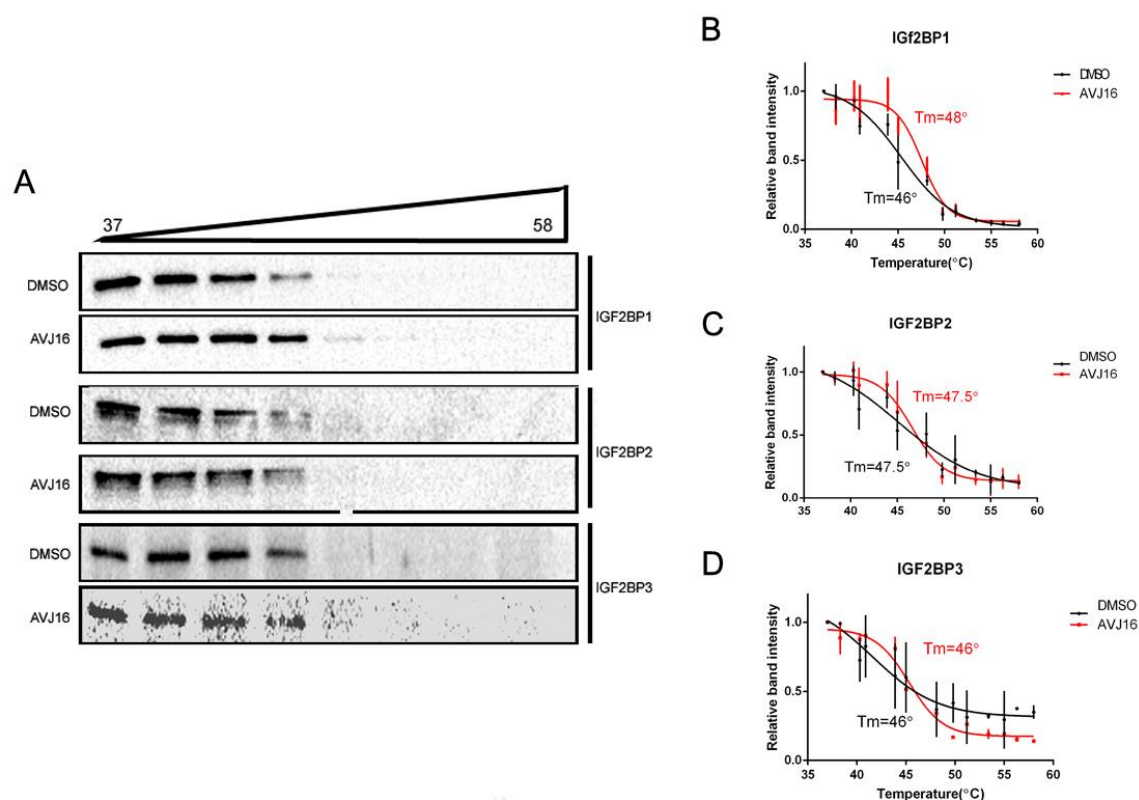 A
37
58
DMSO
AVJ16
IGF2BP1
DMSO
AVJ16
IGF2BP2
DMSO
AVJ16
IGF2BP3
B
IGf2BP1
Relative band intensity
1.0
0.5
0.0
35 40 45 50 55 60
Temperature(°C)
Tm=48°
Tm=46°
DMSO
AVJ16
C
IGF2BP2
Relative band intensity
1.0
0.5
0.0
35 40 45 50 55 60
Temperature(°C)
Tm=47.5°
Tm=47.5°
DMSO
AVJ16
D
IGF2BP3
Relative band intensity
1.0
0.5
0.0
35 40 45 50 55 60
Temperature(°C)
Tm=46°
Tm=46°
DMSO
AVJ16